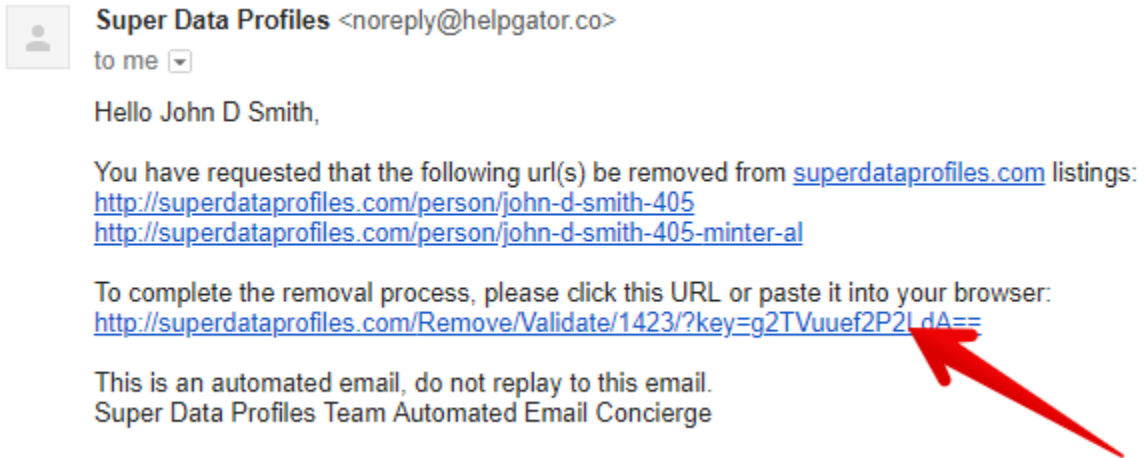 Super Data Profiles <noreply@helpgator.co>
to me
Hello John D Smith,
You have requested that the following url(s) be removed from superdataprofiles.com listings:
http://superdataprofiles.com/person/john-d-smith-405
http://superdataprofiles.com/person/john-d-smith-405-minter-al
To complete the removal process, please click this URL or paste it into your browser:
http://superdataprofiles.com/Remove/Validate/1423/?key=g2TVuuef2P2LdA==
This is an automated email, do not replay to this email.
Super Data Profiles Team Automated Email Concierge